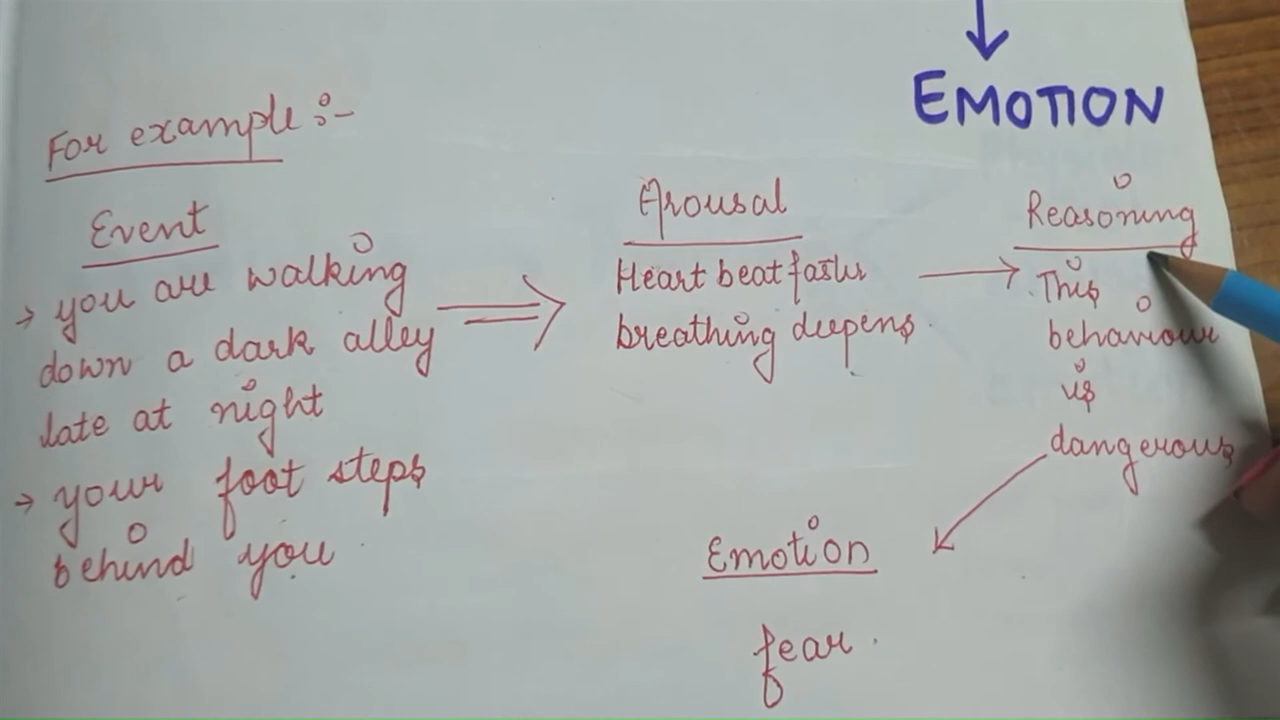 EMOTION
For example :-
Event
→ you are walking
down a dark alley
late at night
→ your foot steps
behind you
Arousal
Heart beat faster
breathing deepens
Reasoning
This
behaviour
is
dangerous
Emotion
fear.